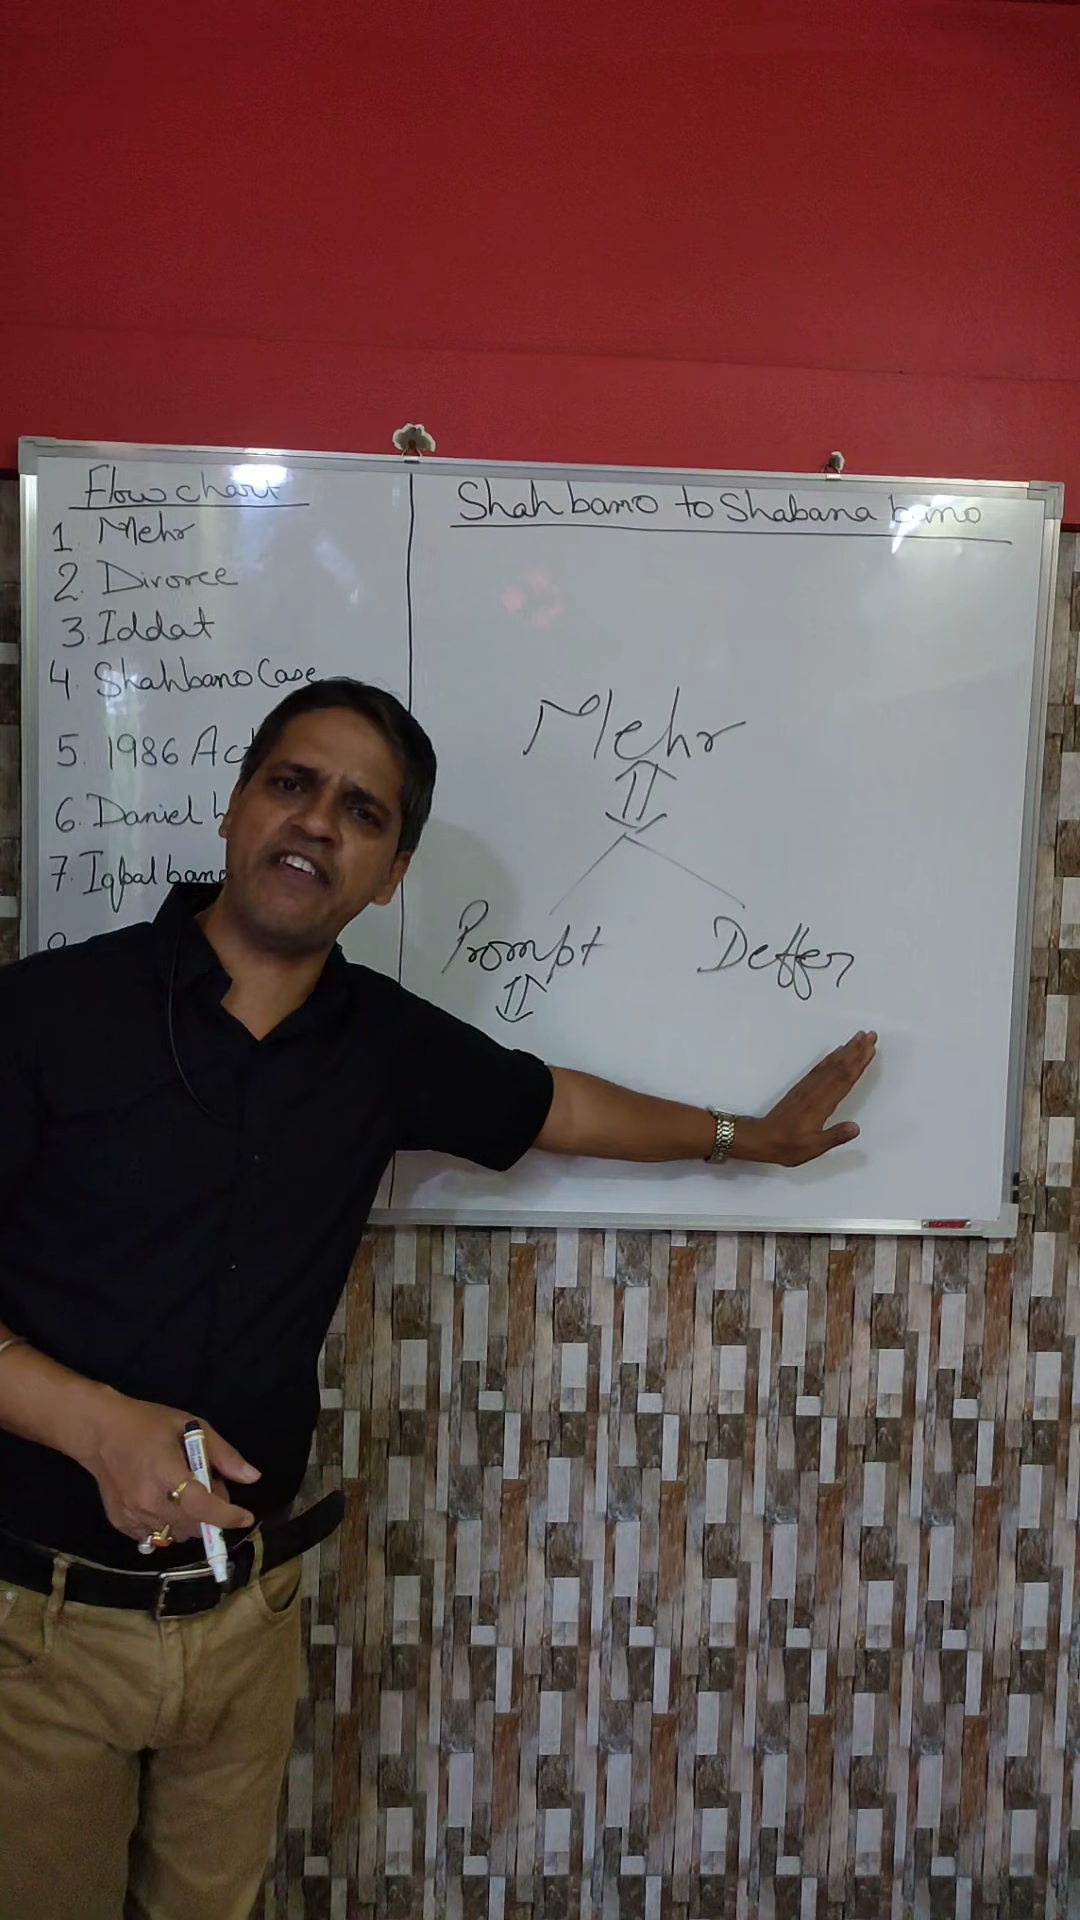 Flow chart
1. Mehr
2. Divorce
3. Iddat
4. Shahbano Case
5. 1986 Act
6. Daniel
7. Iqbal bano
Shah bano to Shabana bano
Mehr
Prompt
Deffer